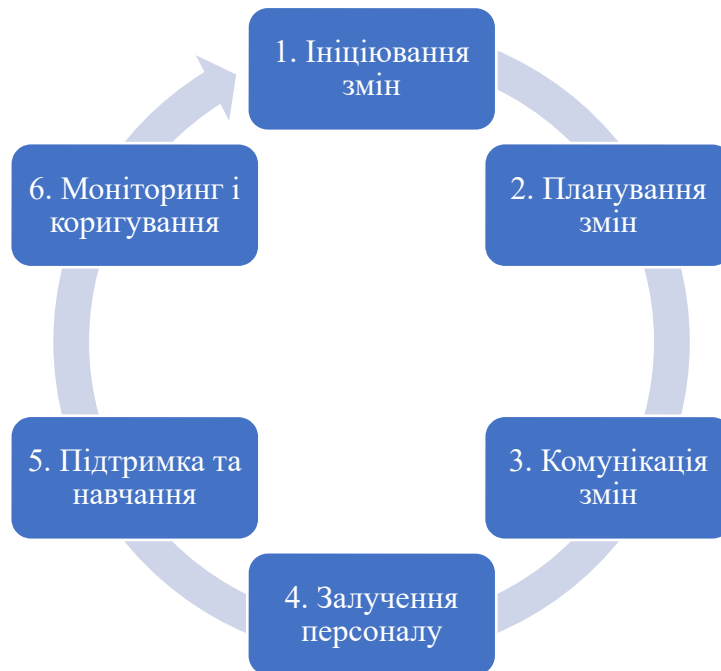 1. Ініціювання
змін
2. Планування
змін
3. Комунікація
змін
4. Залучення
персоналу
5. Підтримка та
навчання
6. Моніторинг і
коригування